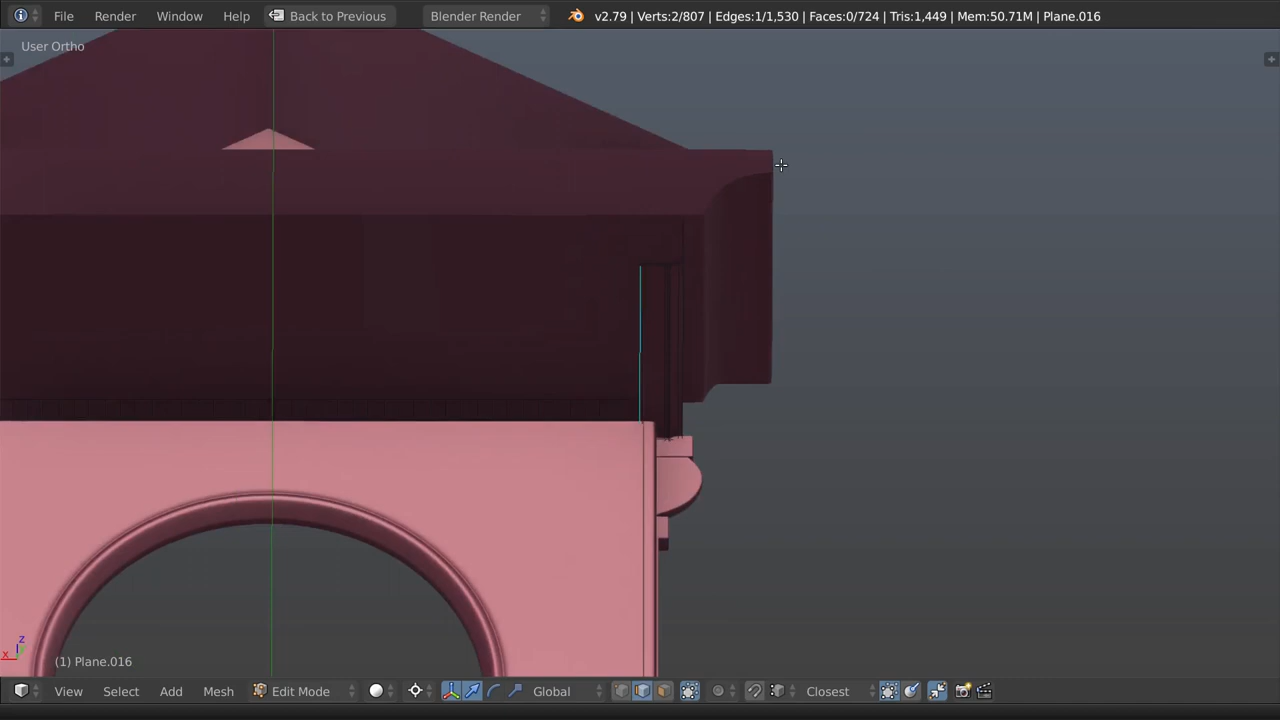 File Render Window Help Back to Previous Blender Render v2.79 | Verts:2/807 | Edges:1/1,530 | Faces:0/724 | Tris:1,449 | Mem:50.71M | Plane.016
User Ortho
z
x
(1) Plane.016
View Select Add Mesh Edit Mode Global Closest